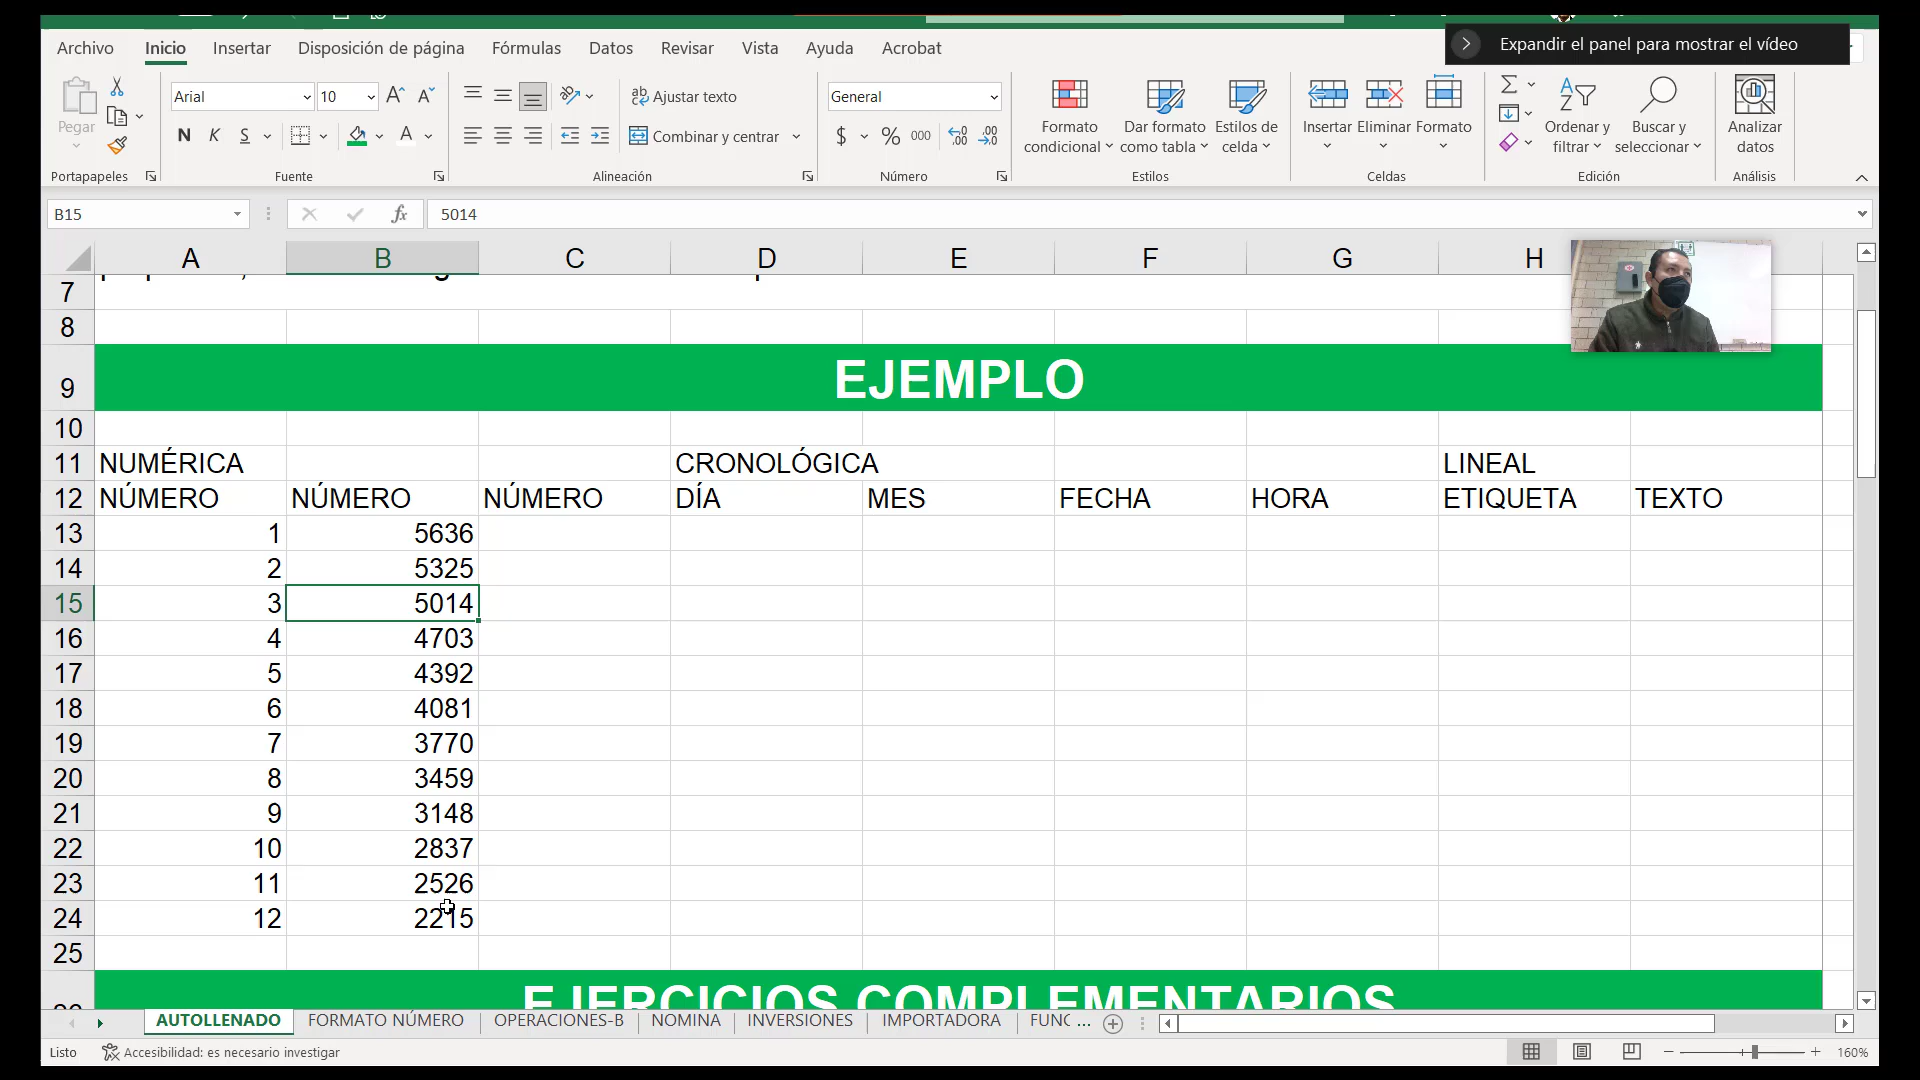 Archivo Inicio Insertar Disposición de página Fórmulas Datos Revisar Vista Ayuda Acrobat
Expandir el panel para mostrar el vídeo
Pegar
Portapapeles
Arial 10
N K S
Fuente
Ajustar texto
Combinar y centrar
Alineación
General
$ % 000
Número
Formato condicional
Dar formato como tabla
Estilos de celda
Estilos
Insertar Eliminar Formato
Celdas
Ordenar y filtrar
Buscar y seleccionar
Edición
Analizar datos
Análisis
B15 fx 5014
A B C D E F G H
7
8
9 EJEMPLO
10
11 NUMÉRICA CRONOLÓGICA LINEAL
12 NÚMERO NÚMERO NÚMERO DÍA MES FECHA HORA ETIQUETA TEXTO
13 1 5636
14 2 5325
15 3 5014
16 4 4703
17 5 4392
18 6 4081
19 7 3770
20 8 3459
21 9 3148
22 10 2837
23 11 2526
24 12 2215
25
EJERCICIOS COMPLEMENTARIOS
AUTOLLENADO FORMATO NÚMERO OPERACIONES-B NOMINA INVERSIONES IMPORTADORA FUNC ...
Listo Accesibilidad: es necesario investigar 160%